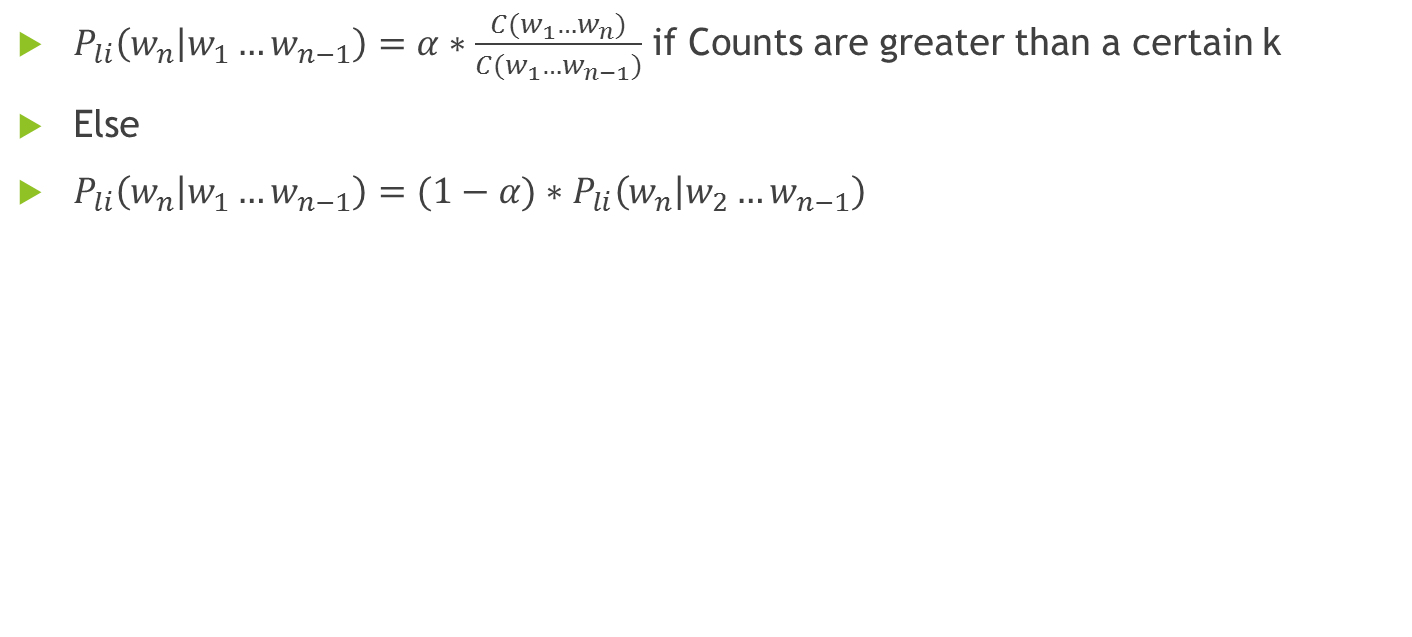 ▶ P_li(w_n|w_1 … w_{n−1}) = α ∗ C(w_1…w_n) / C(w_1…w_{n−1}) if Counts are greater than a certain k
▶ Else
▶ P_li(w_n|w_1 … w_{n−1}) = (1 − α) ∗ P_li(w_n|w_2 … w_{n−1})